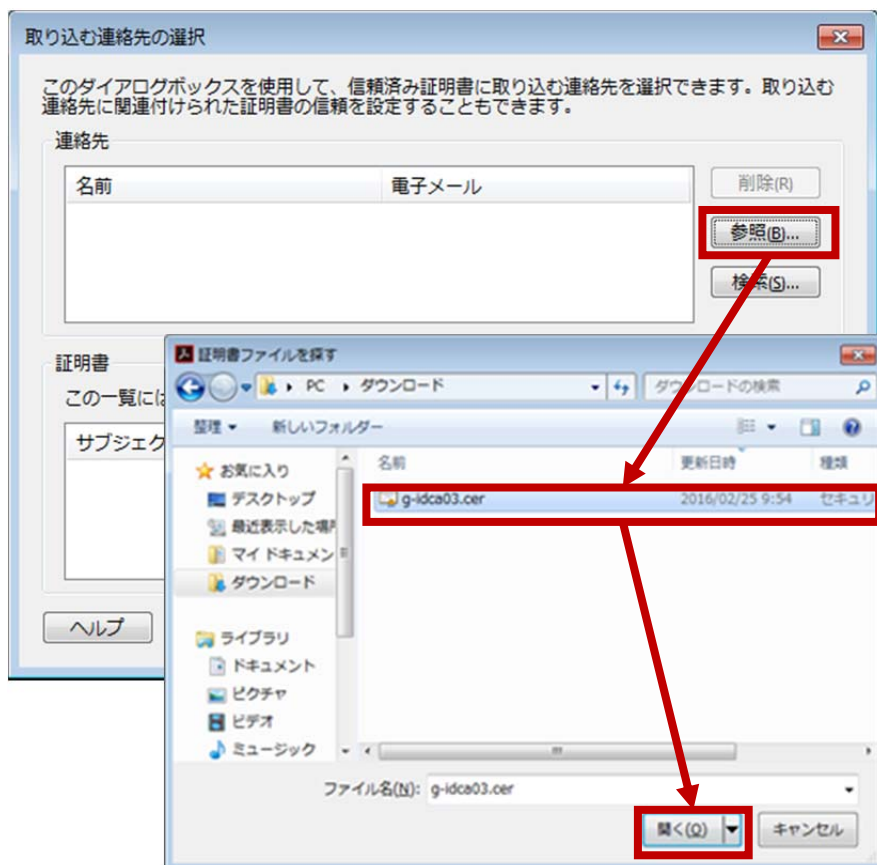 取り込む連絡先の選択
このダイアログボックスを使用して、信頼済み証明書に取り込む連絡先を選択できます。取り込む
連絡先に関連付けられた証明書の信頼を設定することもできます。
連絡先
名前 電子メール
削除(R)
参照(B)...
検索(S)...
証明書
この一覧には
サブジェク
ヘルプ
証明書ファイルを探す
PC ダウンロード
ダウンロードの検索
整理 新しいフォルダー
名前 更新日時 種類
g-idca03.cer 2016/02/25 9:54 セキュリ
お気に入り
デスクトップ
最近表示した場所
マイ ドキュメン
ダウンロード
ライブラリ
ドキュメント
ピクチャ
ビデオ
ミュージック
ファイル名(N): g-idca03.cer
開く(O) キャンセル